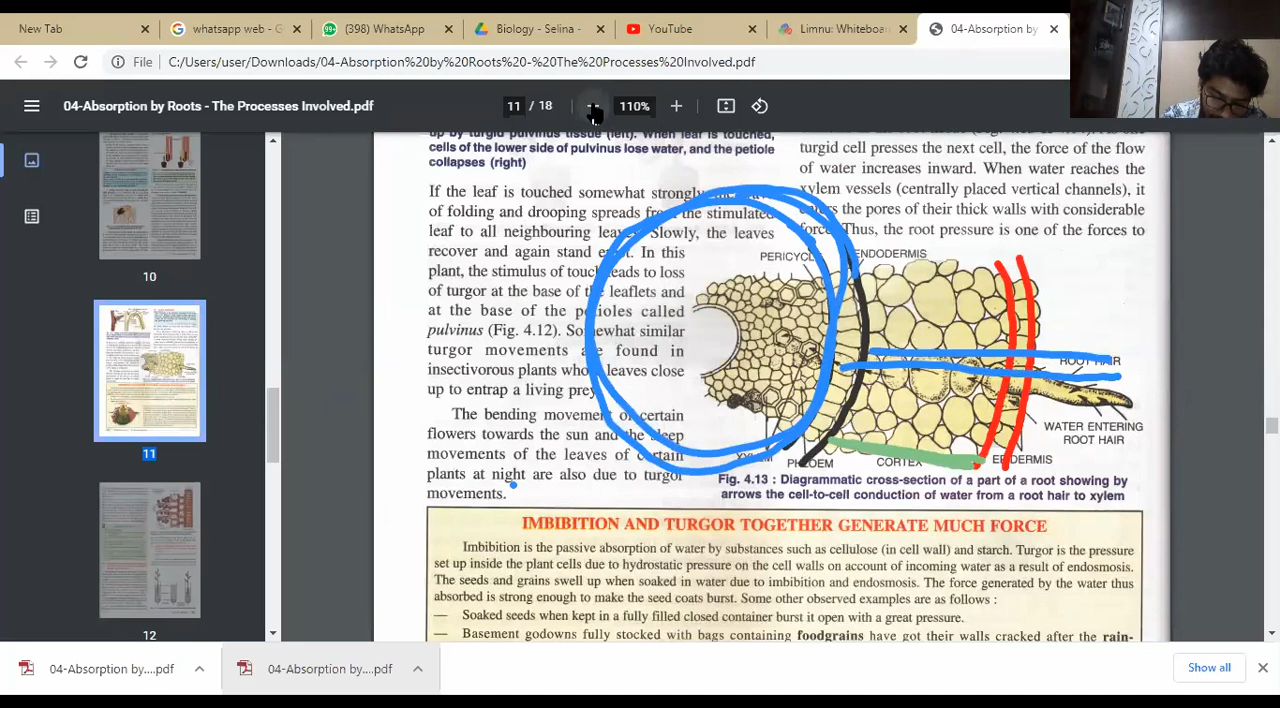 New Tab
whatsapp web - G
(398) WhatsApp
Biology - Selina -
YouTube
Limnu: Whiteboar
04-Absorption b
File
C:/Users/user/Downloads/04-Absorption%20by%20Roots%20-%20The%20Processes%20Involved.pdf
04-Absorption by Roots - The Processes Involved.pdf
11 / 18
110%
10
11
12
up by turgid pulvinus tissue (left). When leaf is touched,
cells of the lower side of pulvinus lose water, and the petiole
collapses (right)
If the leaf is touched somewhat strongly
of folding and drooping spreads from the stimulated
leaf to all neighbouring leaves. Slowly, the leaves
recover and again stand erect. In this
plant, the stimulus of touch leads to loss
of turgor at the base of the leaflets and
at the base of the petioles called
pulvinus (Fig. 4.12). Somewhat similar
turgor movements are found in
insectivorous plants whose leaves close
up to entrap a living prey.
The bending movements of certain
flowers towards the sun and the sleep
movements of the leaves of certain
plants at night are also due to turgor
movements.
turgid cell presses the next cell, the force of the flow
of water increases inward. When water reaches the
xylem vessels (centrally placed vertical channels), it
enters the pores of their thick walls with considerable
force. Thus, the root pressure is one of the forces to
PERICYCLE
ENDODERMIS
ROOT HAIR
WATER ENTERING
ROOT HAIR
XYLEM
PHLOEM
CORTEX
EPIDERMIS
Fig. 4.13 : Diagrammatic cross-section of a part of a root showing by
arrows the cell-to-cell conduction of water from a root hair to xylem
IMBIBITION AND TURGOR TOGETHER GENERATE MUCH FORCE
Imbibition is the passive absorption of water by substances such as cellulose (in cell wall) and starch. Turgor is the pressure
set up inside the plant cells due to hydrostatic pressure on the cell walls on account of incoming water as a result of endosmosis.
The seeds and grains swell up when soaked in water due to imbibition and endosmosis. The force generated by the water thus
absorbed is strong enough to make the seed coats burst. Some other observed examples are as follows :
— Soaked seeds when kept in a fully filled closed container burst it open with a great pressure.
— Basement godowns fully stocked with bags containing foodgrains have got their walls cracked after the rain-
04-Absorption by....pdf
04-Absorption by....pdf
Show all